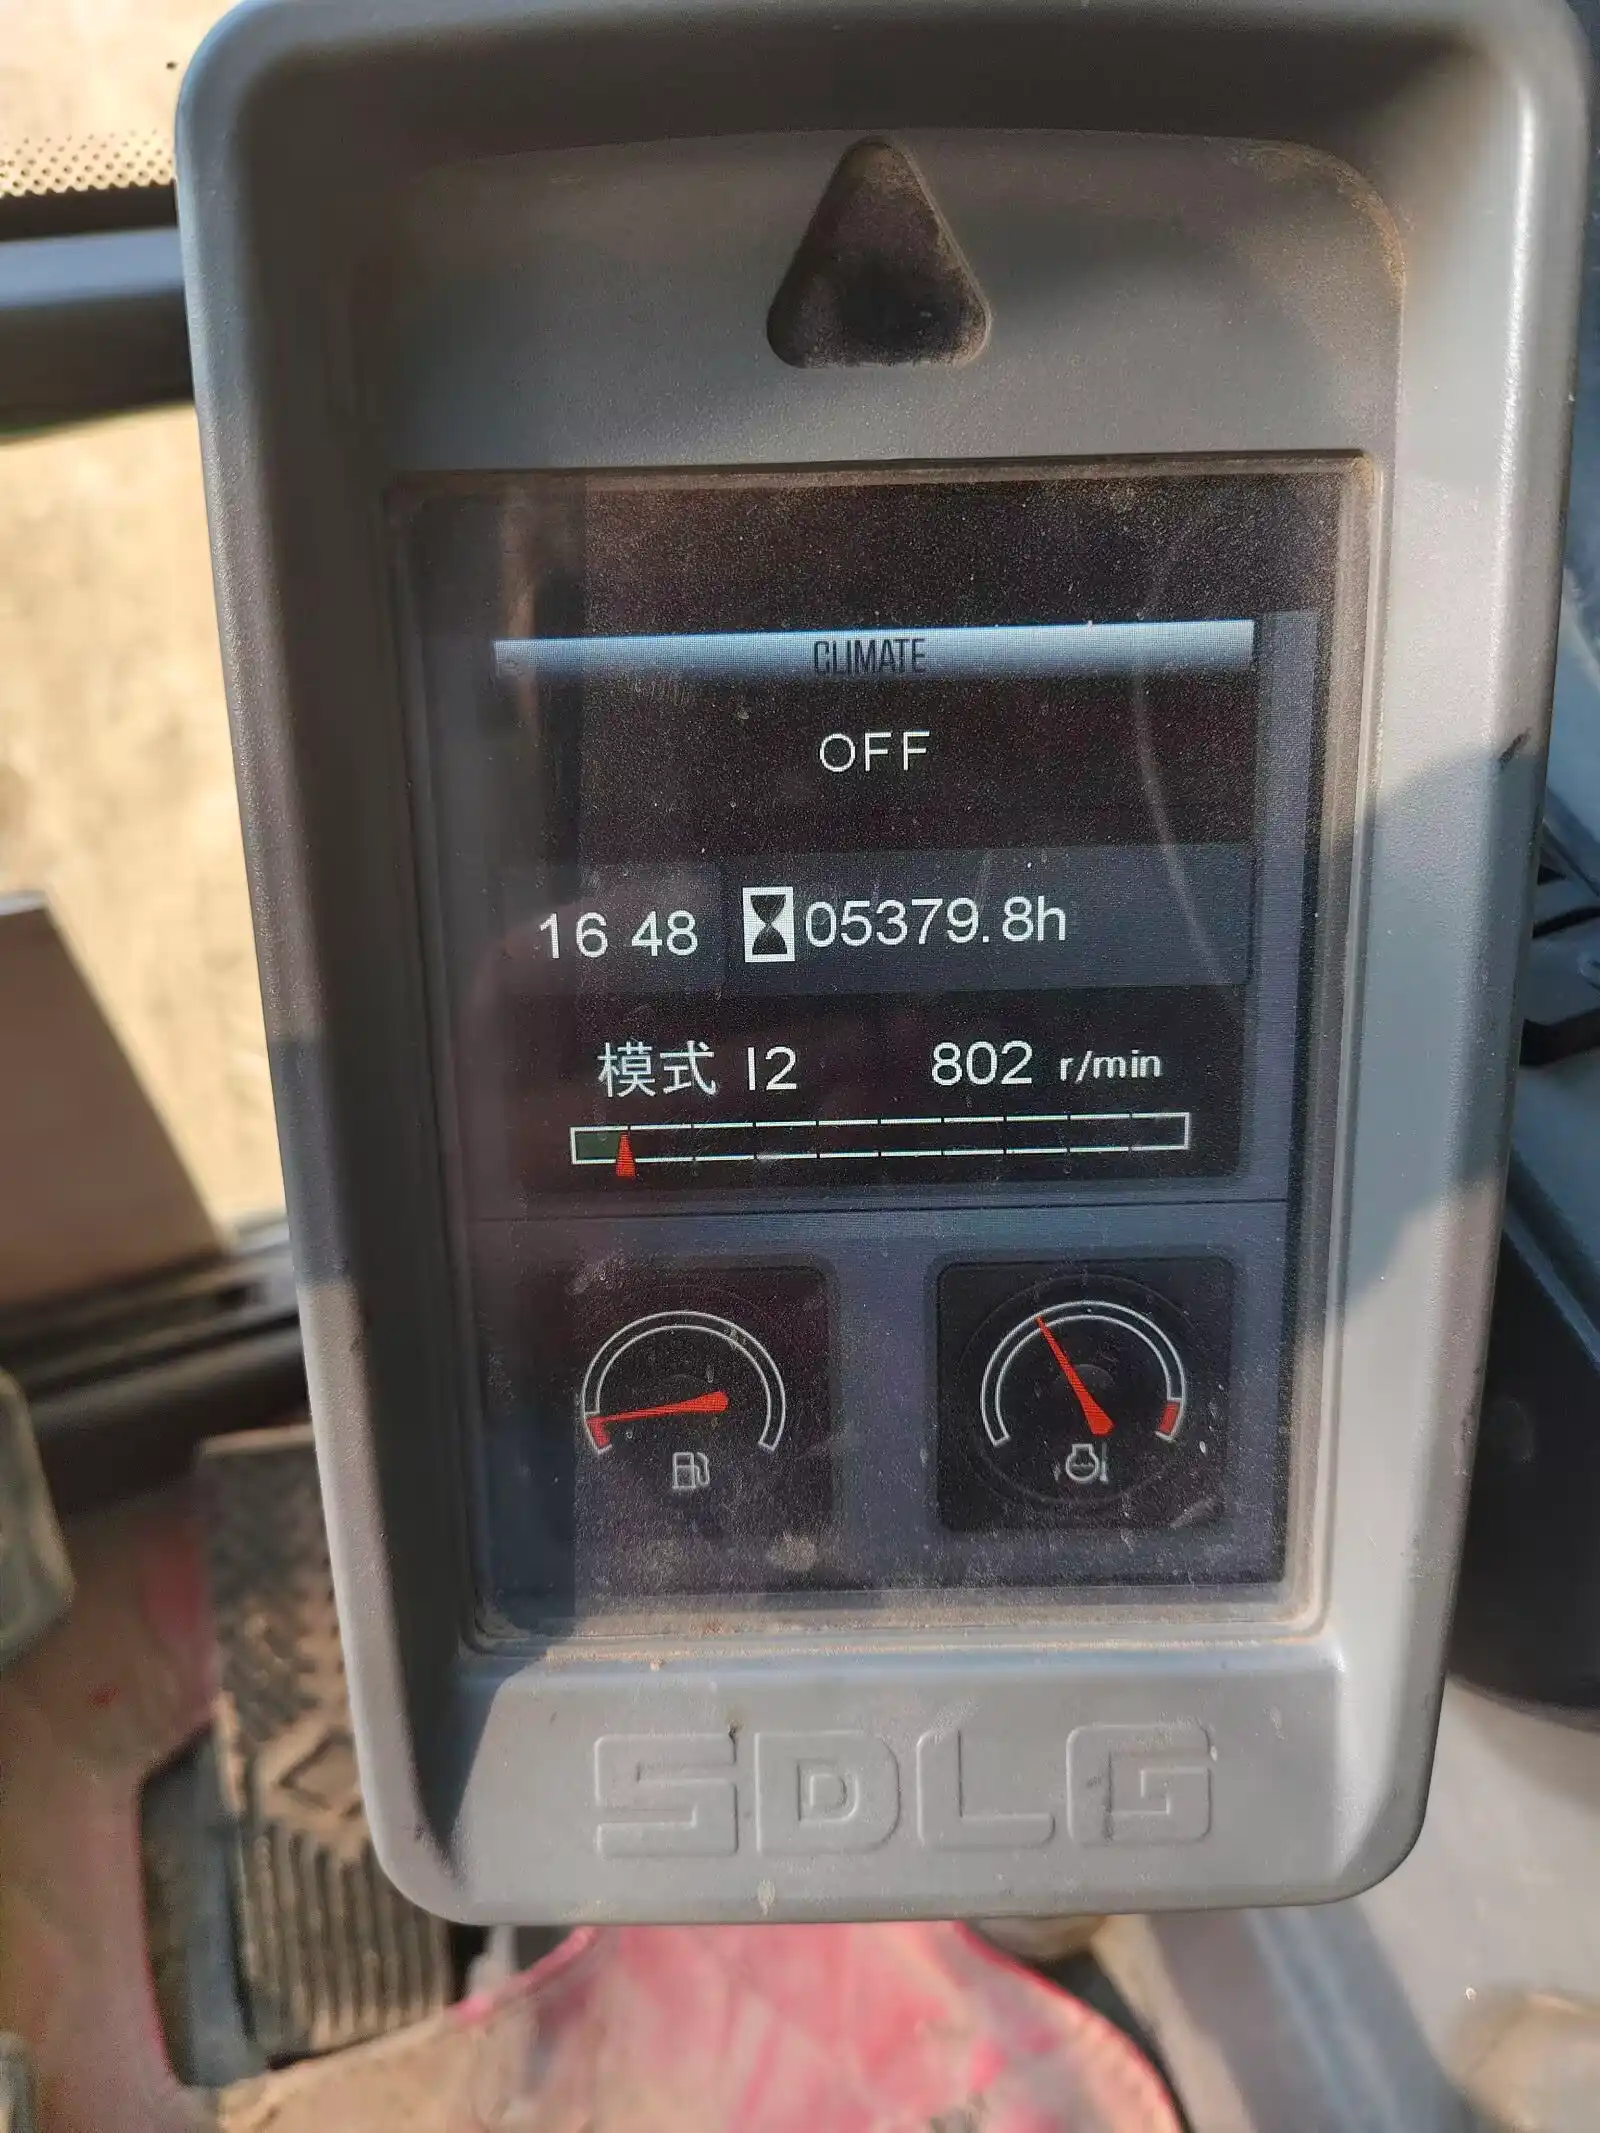 CLIMATE
OFF
16 48 05379.8h
模式 I2 802 r/min
SDLG